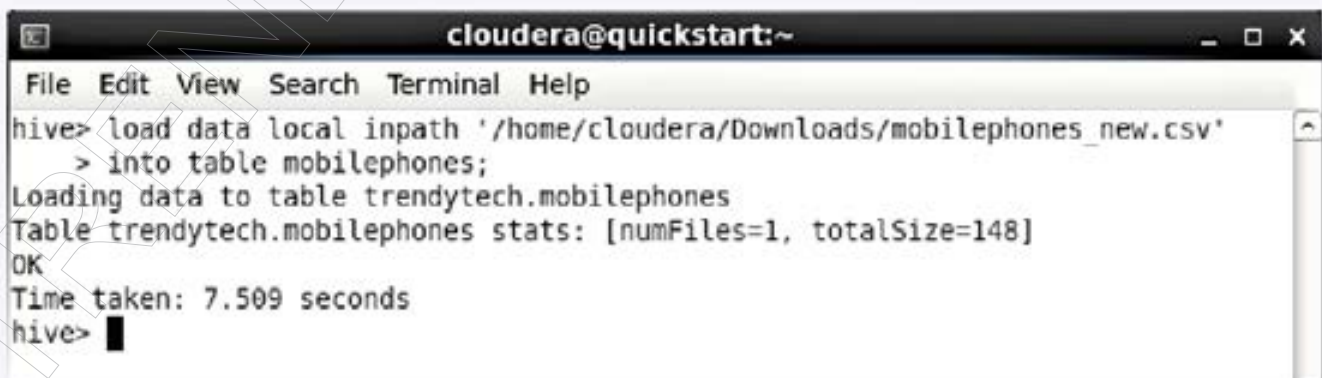 cloudera@quickstart:~
File Edit View Search Terminal Help
hive> load data local inpath '/home/cloudera/Downloads/mobilephones_new.csv'
> into table mobilephones;
Loading data to table trendytech.mobilephones
Table trendytech.mobilephones stats: [numFiles=1, totalSize=148]
OK
Time taken: 7.509 seconds
hive>